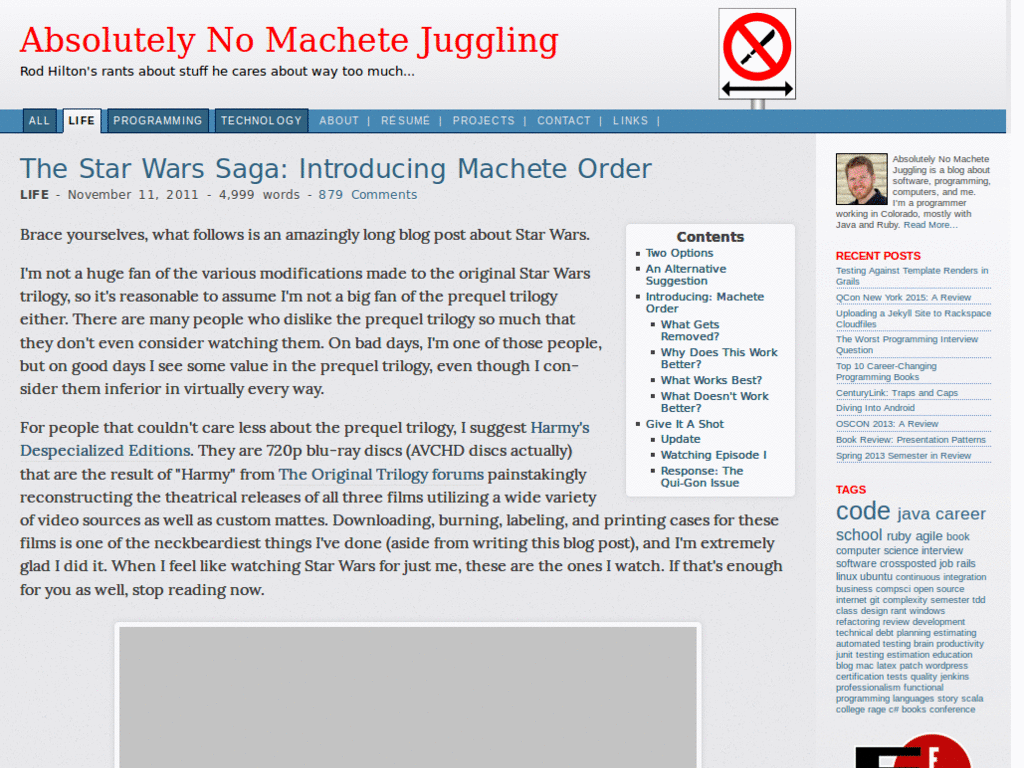 Absolutely No Machete Juggling
Rod Hilton's rants about stuff he cares about way too much...
ALL
LIFE
PROGRAMMING
TECHNOLOGY
ABOUT |
RÉSUMÉ |
PROJECTS |
CONTACT |
LINKS |
The Star Wars Saga: Introducing Machete Order
LIFE - November 11, 2011 - 4,999 words - 879 Comments
Brace yourselves, what follows is an amazingly long blog post about Star Wars.
I'm not a huge fan of the various modifications made to the original Star Wars
trilogy, so it's reasonable to assume I'm not a big fan of the prequel trilogy
either. There are many people who dislike the prequel trilogy so much that
they don't even consider watching them. On bad days, I'm one of those people,
but on good days I see some value in the prequel trilogy, even though I con-
sider them inferior in virtually every way.
For people that couldn't care less about the prequel trilogy, I suggest Harmy's
Despecialized Editions. They are 720p blu-ray discs (AVCHD discs actually)
that are the result of "Harmy" from The Original Trilogy forums painstakingly
reconstructing the theatrical releases of all three films utilizing a wide variety
of video sources as well as custom mattes. Downloading, burning, labeling, and printing cases for these
films is one of the neckbeardiest things I've done (aside from writing this blog post), and I'm extremely
glad I did it. When I feel like watching Star Wars for just me, these are the ones I watch. If that's enough
for you as well, stop reading now.
Contents
Two Options
An Alternative
Suggestion
Introducing: Machete
Order
What Gets
Removed?
Why Does This Work
Better?
What Works Best?
What Doesn't Work
Better?
Give It A Shot
Update
Watching Episode I
Response: The
Qui-Gon Issue
Absolutely No Machete
Juggling is a blog about
software, programming,
computers, and me.
I'm a programmer
working in Colorado, mostly with
Java and Ruby. Read More...
RECENT POSTS
Testing Against Template Renders in
Grails
QCon New York 2015: A Review
Uploading a Jekyll Site to Rackspace
Cloudfiles
The Worst Programming Interview
Question
Top 10 Career-Changing
Programming Books
CenturyLink: Traps and Caps
Diving Into Android
OSCON 2013: A Review
Book Review: Presentation Patterns
Spring 2013 Semester in Review
TAGS
code java career
school ruby agile book
computer science interview
software crossposted job rails
linux ubuntu continuous integration
business compsci open source
internet git complexity semester tdd
class design rant windows
refactoring review development
technical debt planning estimating
automated testing brain productivity
junit testing estimation education
blog mac latex patch wordpress
certification tests quality jenkins
professionalism functional
programming languages story scala
college rage c# books conference